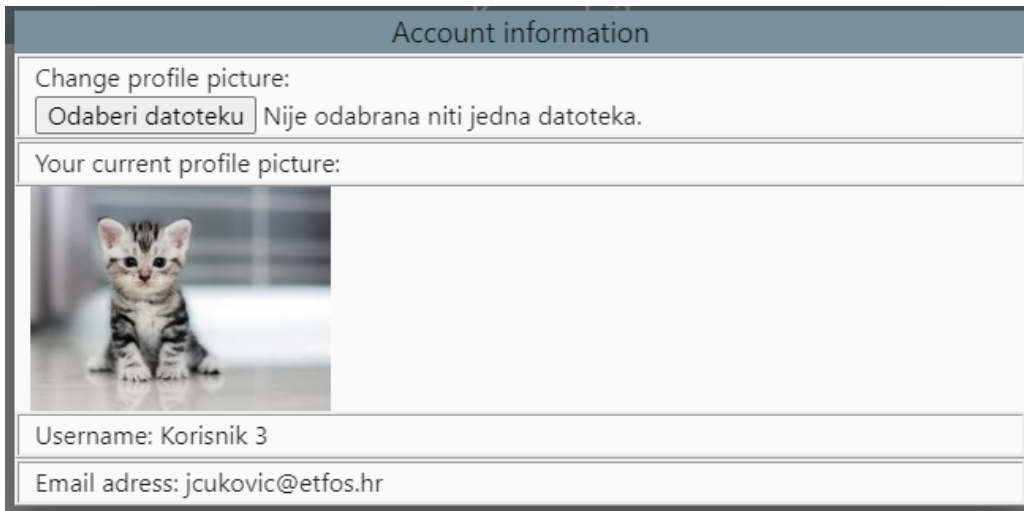 Account information
Change profile picture:
Odaberi datoteku Nije odabrana niti jedna datoteka.
Your current profile picture:
Username: Korisnik 3
Email adress: jcukovic@etfos.hr